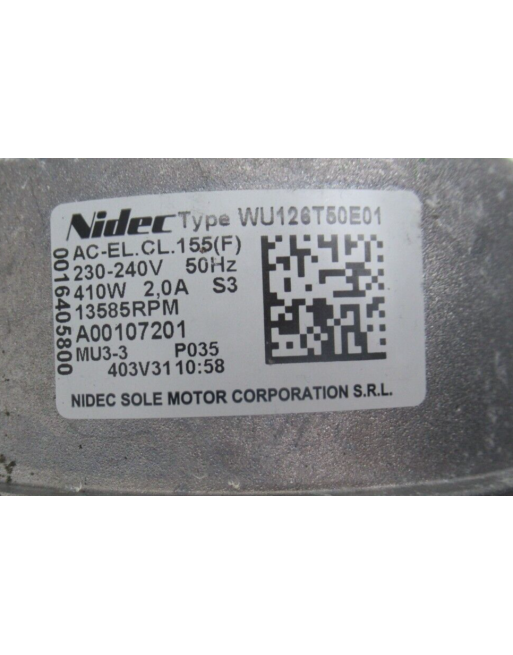 Nidec Type WU126T50E01
AC-EL.CL.155(F)
230-240V 50Hz
410W 2,0A S3
13585RPM
A00107201
MU3-3 P035
403V31 10:58
0016405800
NIDEC SOLE MOTOR CORPORATION S.R.L.